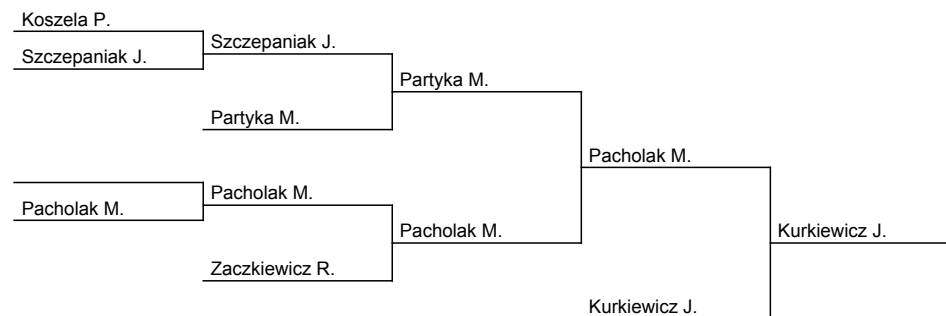 Koszela P.
Szczepaniak J.
Szczepaniak J.
Partyka M.
Partyka M.
Pacholak M.
Pacholak M.
Pacholak M.
Pacholak M.
Kurkiewicz J.
Zaczkiewicz R.
Kurkiewicz J.